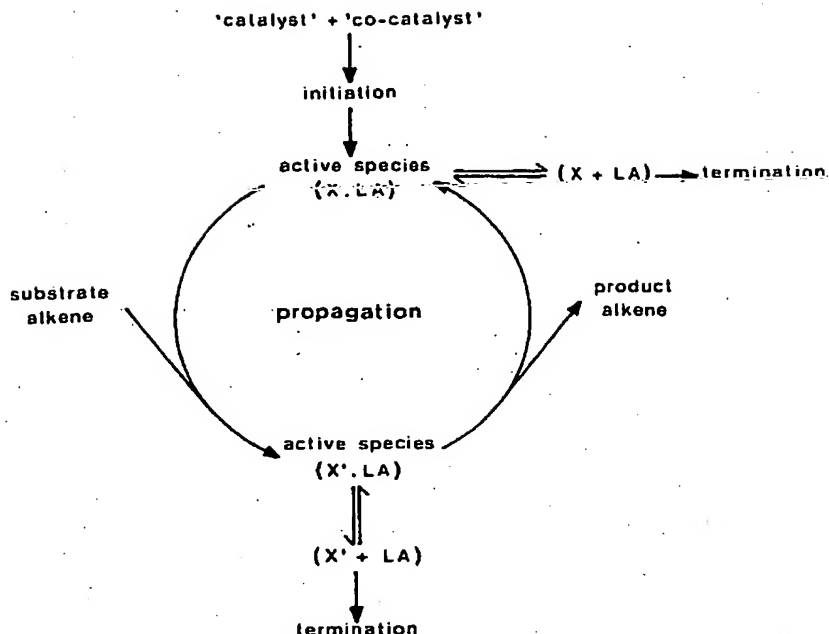 'catalyst' + 'co-catalyst'
initiation
active species
(X.LA)
(X + LA)
termination
substrate
alkene
propagation
product
alkene
active species
(X'.LA)
(X' + LA)
termination